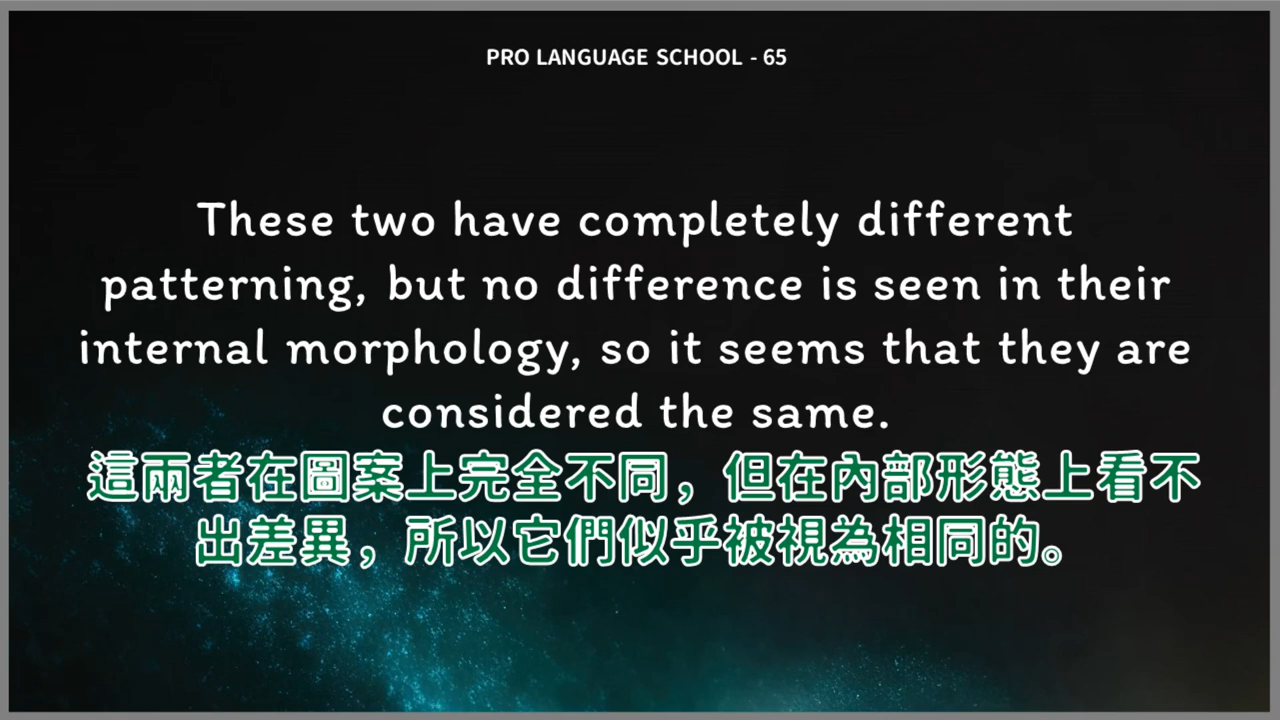 PRO LANGUAGE SCHOOL - 65
These two have completely different
patterning, but no difference is seen in their
internal morphology, so it seems that they are
considered the same.
這兩者在圖案上完全不同，但在內部形態上看不
出差異，所以它們似乎被視為相同的。